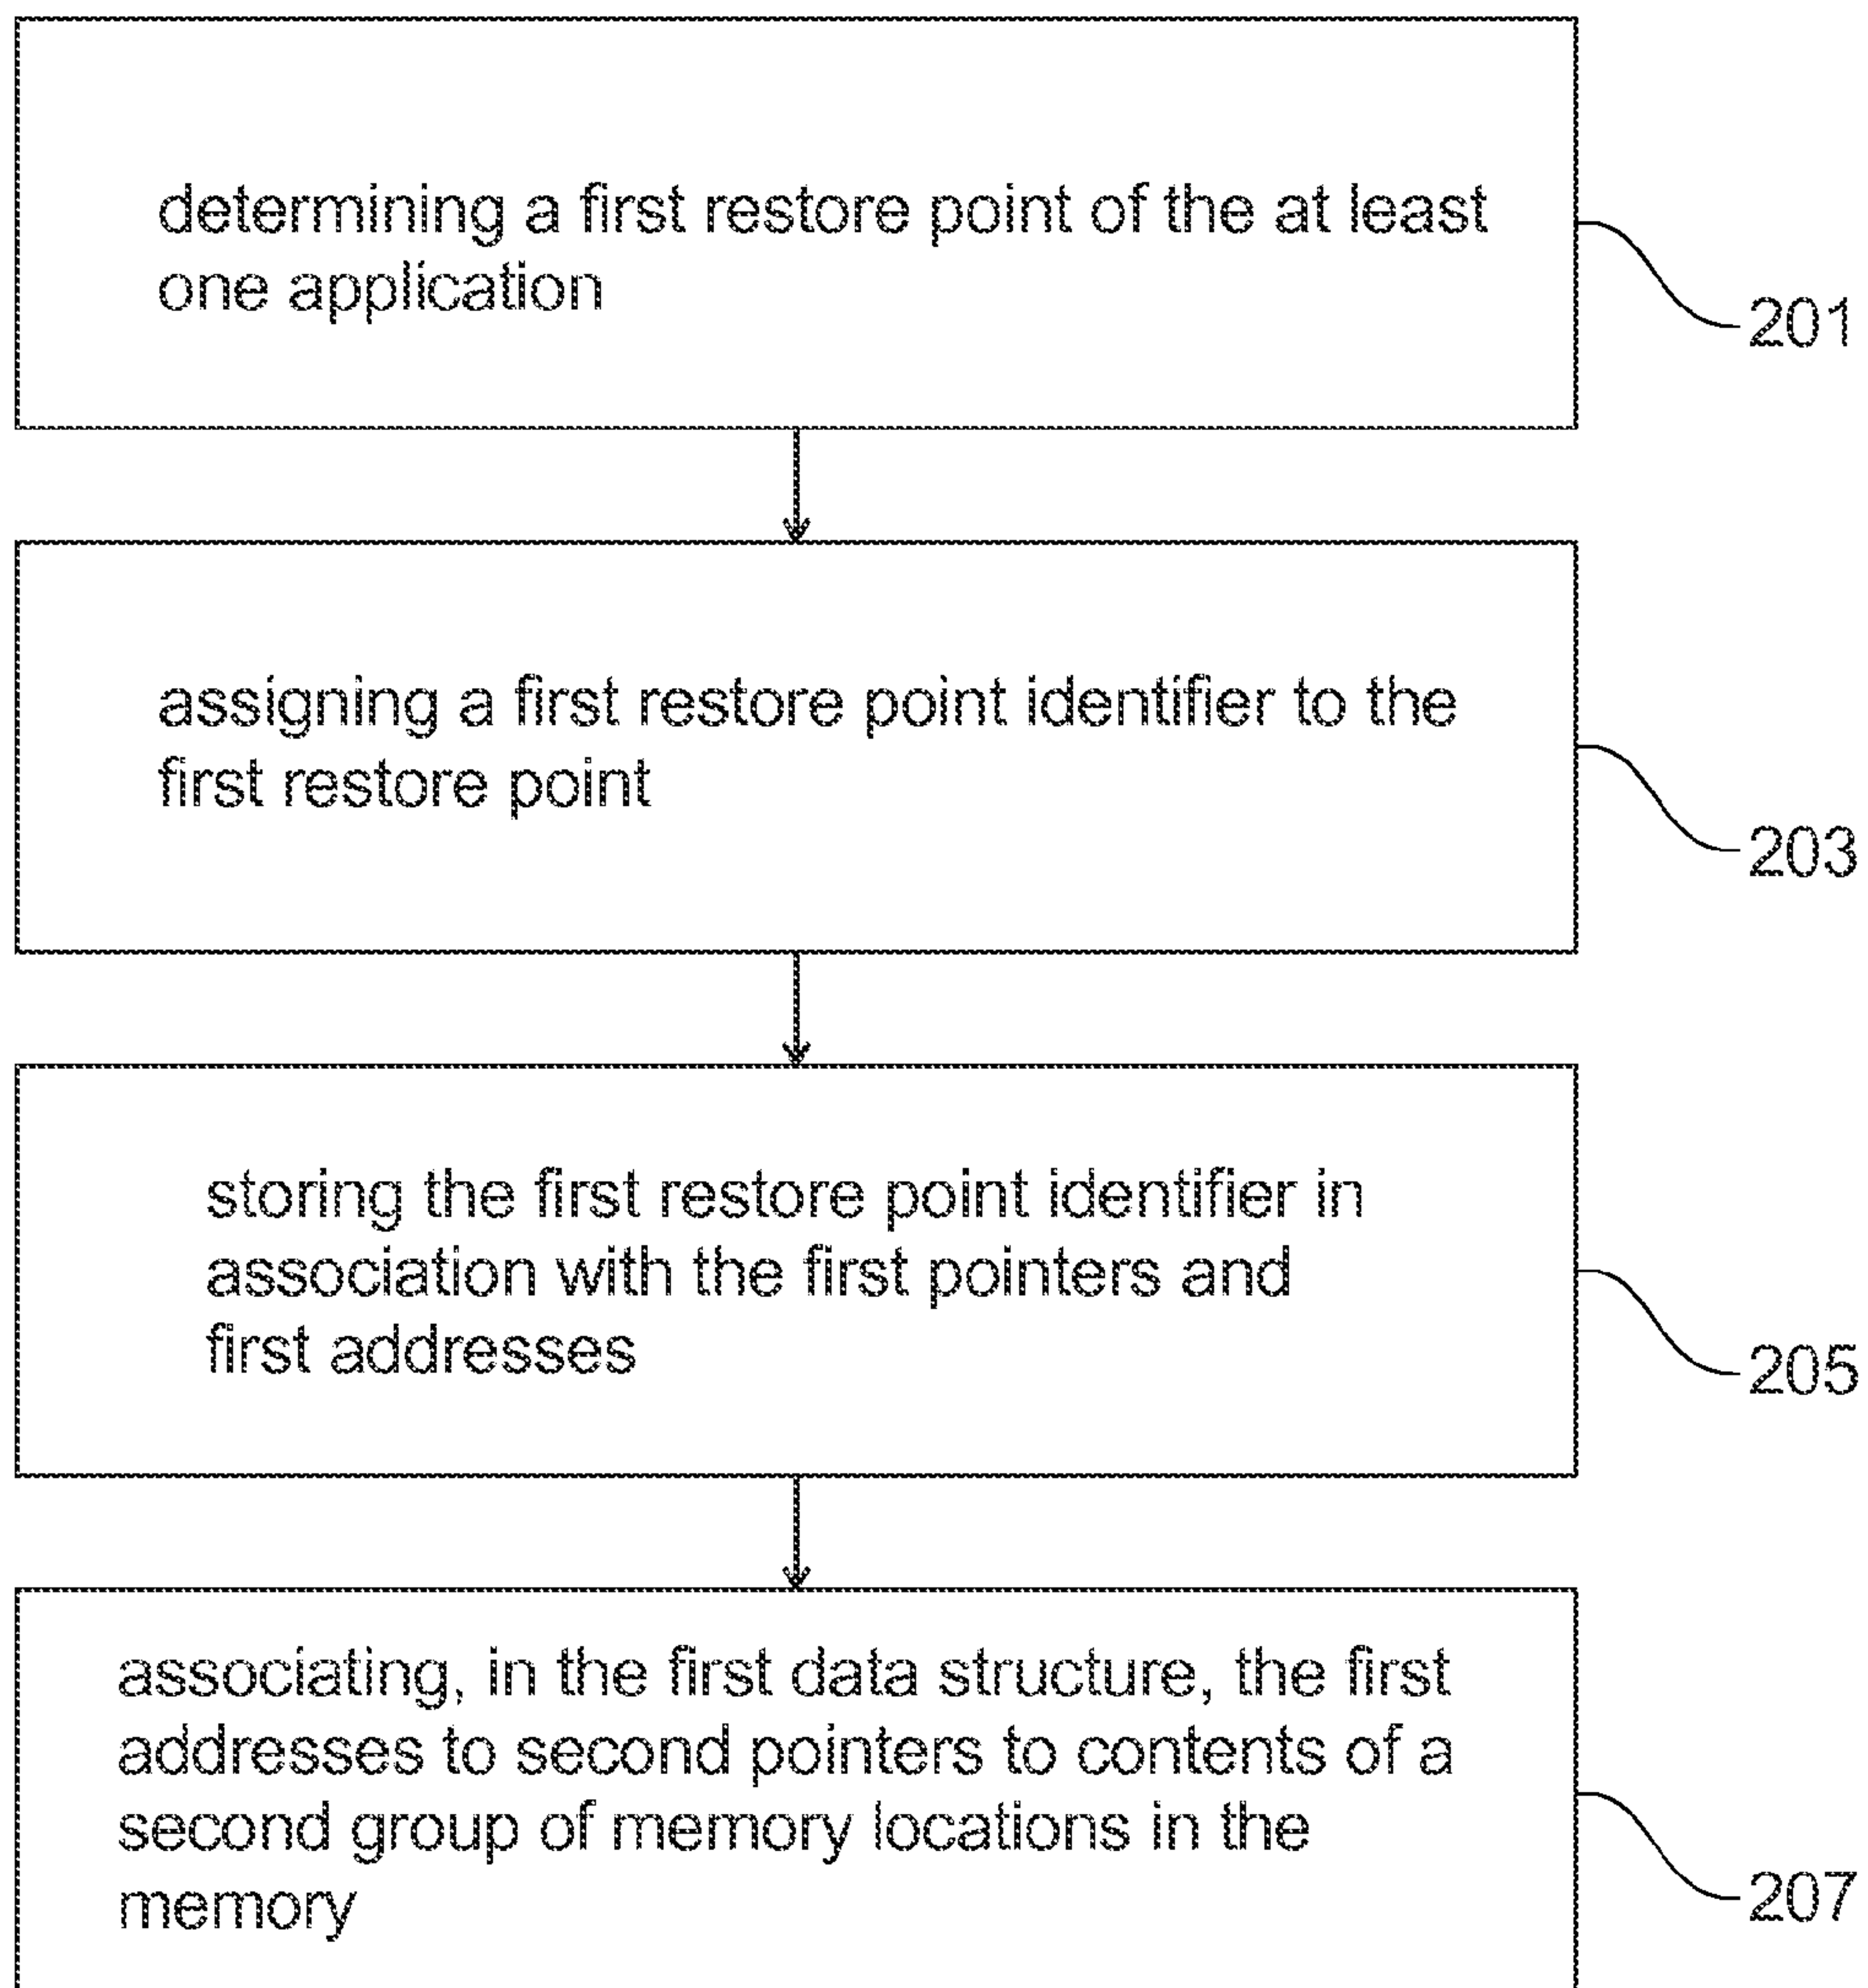 determining a first restore point of the at least
one application
201
assigning a first restore point identifier to the
first restore point
203
storing the first restore point identifier in
association with the first pointers and
first addresses
205
associating, in the first data structure, the first
addresses to second pointers to contents of a
second group of memory locations in the
memory
207